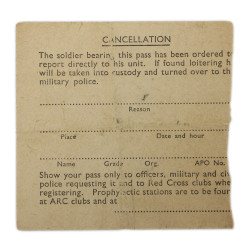 CANCELLATION
The soldier bearing this pass has been ordered to
report directly to his unit. If found loitering h
will be taken into custody and turned over to th
military police.
Reason
Place Date and hour
Name Grade Org. APO No.
Show your pass only to officers, military and ci
police requesting it and to Red Cross clubs whe
registering. Prophylactic stations are to be four
at ARC clubs and at